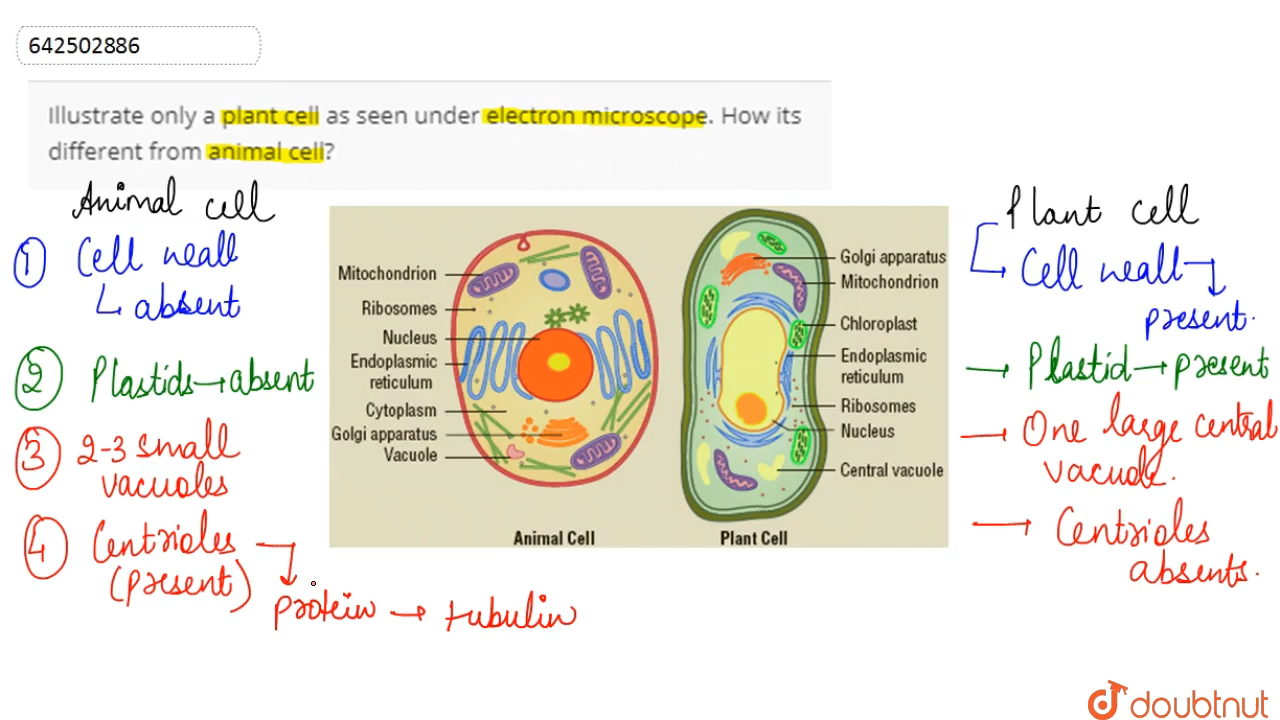 642502886
Illustrate only a plant cell as seen under electron microscope. How its
different from animal cell?
Animal cell
① Cell wall
↳ absent
② Plastids → absent
③ 2-3 small
vacuoles
④ Centrioles
(present)
protein → tubulin
Mitochondrion
Ribosomes
Nucleus
Endoplasmic
reticulum
Cytoplasm
Golgi apparatus
Vacuole
Animal Cell
Golgi apparatus
Mitochondrion
Chloroplast
Endoplasmic
reticulum
Ribosomes
Nucleus
Central vacuole
Plant Cell
Plant cell
Cell wall
present.
→ Plastid → present
→ One large central
vacuole.
→ Centrioles
absents.
doubtnut